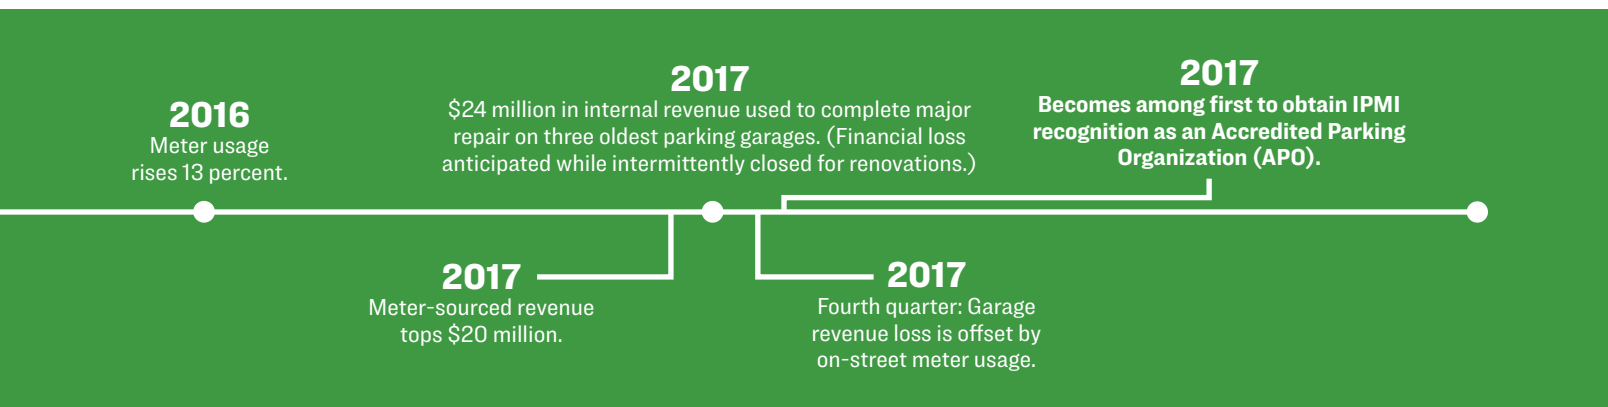 2016
Meter usage
rises 13 percent.
2017
Meter-sourced revenue
tops $20 million.
2017
$24 million in internal revenue used to complete major
repair on three oldest parking garages. (Financial loss
anticipated while intermittently closed for renovations.)
2017
Fourth quarter: Garage
revenue loss is offset by
on-street meter usage.
2017
Becomes among first to obtain IPMI
recognition as an Accredited Parking
Organization (APO).